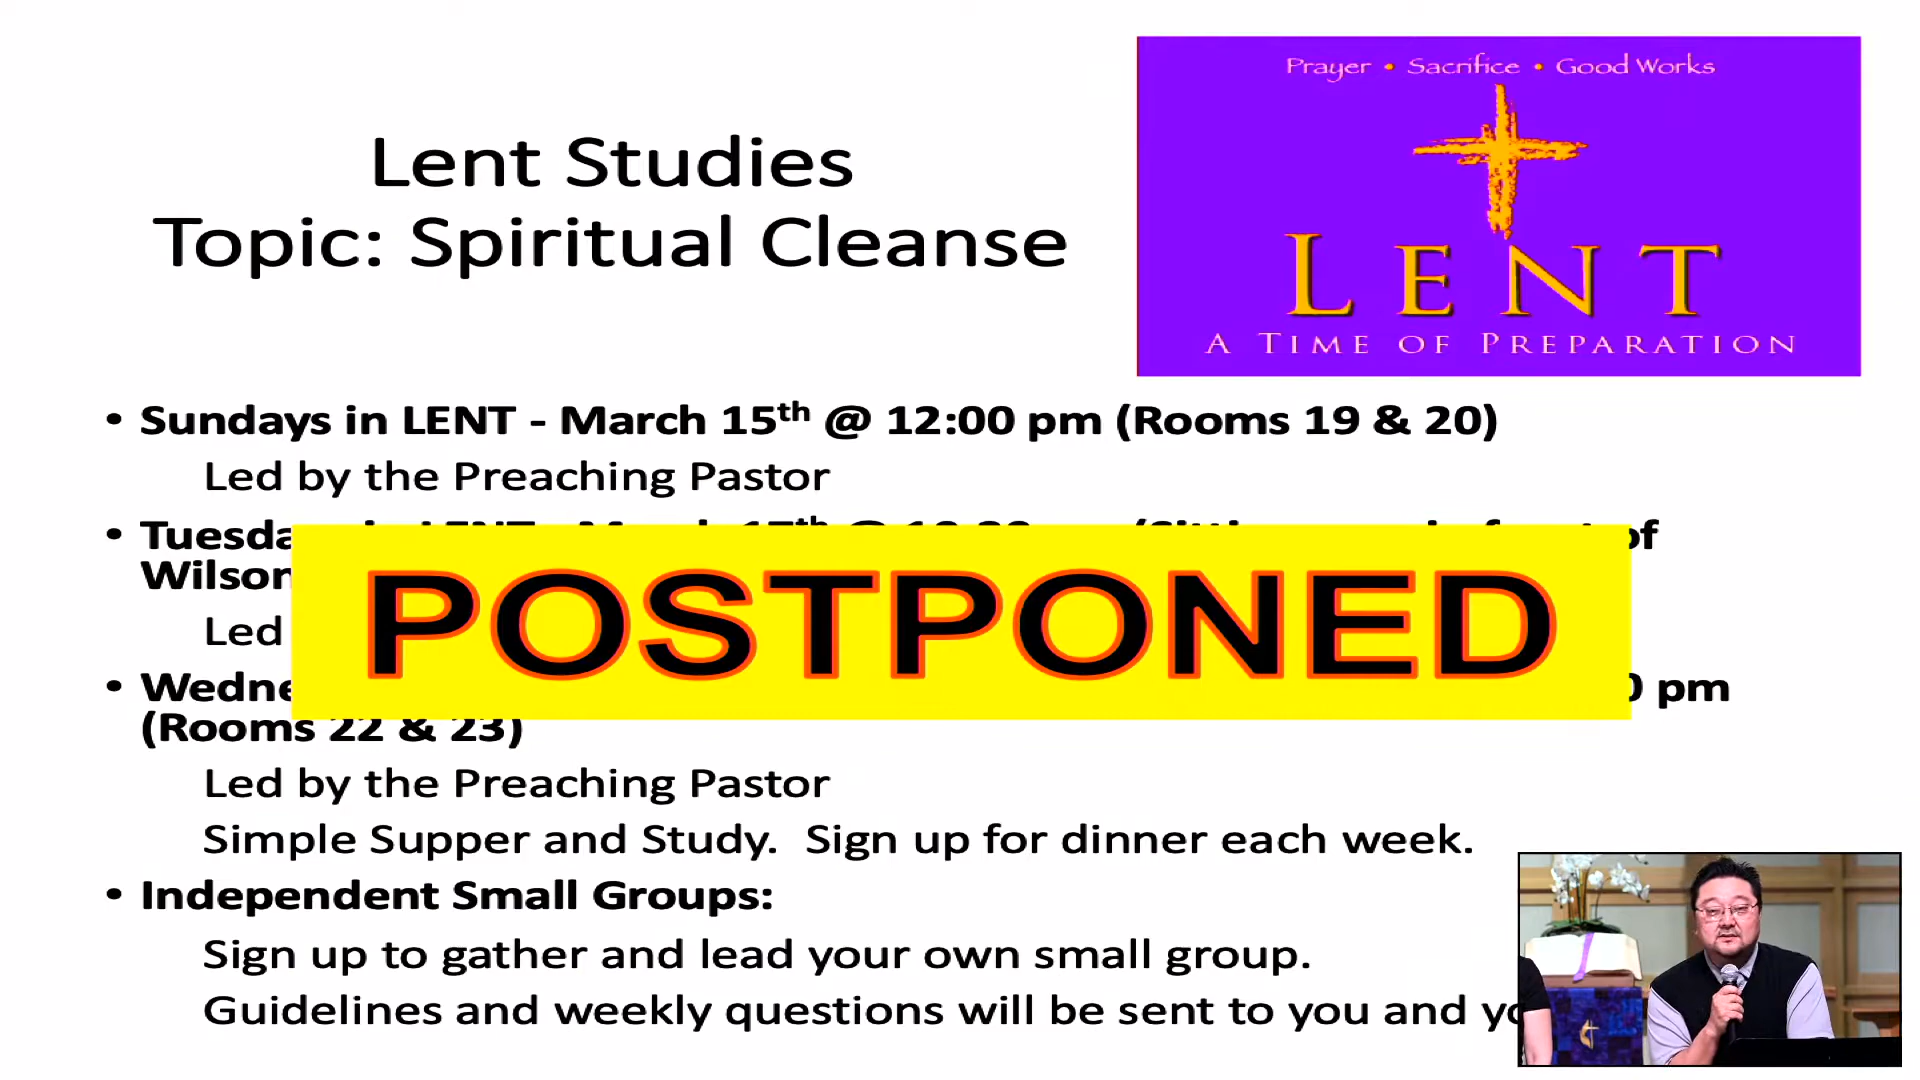 Prayer • Sacrifice • Good Works
LENT
A TIME OF PREPARATION
Lent Studies
Topic: Spiritual Cleanse
• Sundays in LENT - March 15th @ 12:00 pm (Rooms 19 & 20)
Led by the Preaching Pastor
• of
Wilson
Led
POSTPONED
• pm
(Rooms 22 & 23)
Led by the Preaching Pastor
Simple Supper and Study. Sign up for dinner each week.
• Independent Small Groups:
Sign up to gather and lead your own small group.
Guidelines and weekly questions will be sent to you and